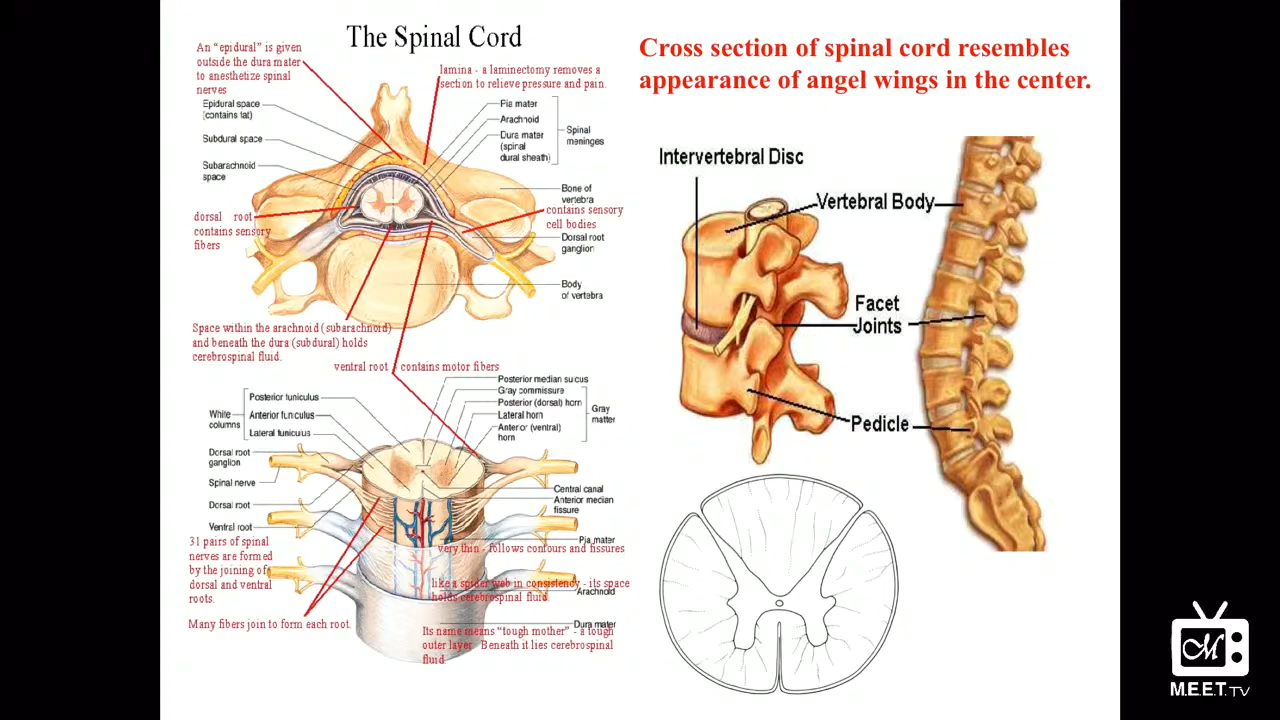 The Spinal Cord
An “epidural” is given
outside the dura mater
to anesthetize spinal
nerves
lamina - a laminectomy removes a
section to relieve pressure and pain.
Epidural space
(contains fat)
Subdural space
Subarachnoid
space
Pia mater
Arachnoid
Dura mater
(spinal
dural sheath)
Spinal
meninges
Bone of
vertebra
dorsal root
contains sensory
fibers
contains sensory
cell bodies
Dorsal root
ganglion
Body
of vertebra
Space within the arachnoid (subarachnoid)
and beneath the dura (subdural) holds
cerebrospinal fluid.
ventral root - contains motor fibers
Posterior funiculus
White
columns
Anterior funiculus
Lateral funiculus
Dorsal root
ganglion
Spinal nerve
Dorsal root
Ventral root
Posterior median sulcus
Gray commissure
Posterior (dorsal) horn
Lateral horn
Anterior (ventral)
horn
Gray
matter
Central canal
Anterior median
fissure
Pia mater
very thin - follows contours and fissures
like a spider web in consistency - its space
holds cerebrospinal fluid.
Arachnoid
Dura mater
Its name means “tough mother” - a tough
outer layer. Beneath it lies cerebrospinal
fluid
31 pairs of spinal
nerves are formed
by the joining of
dorsal and ventral
roots.
Many fibers join to form each root.
Cross section of spinal cord resembles
appearance of angel wings in the center.
Intervertebral Disc
Vertebral Body
Facet
Joints
Pedicle
M
M.E.E.T. TV